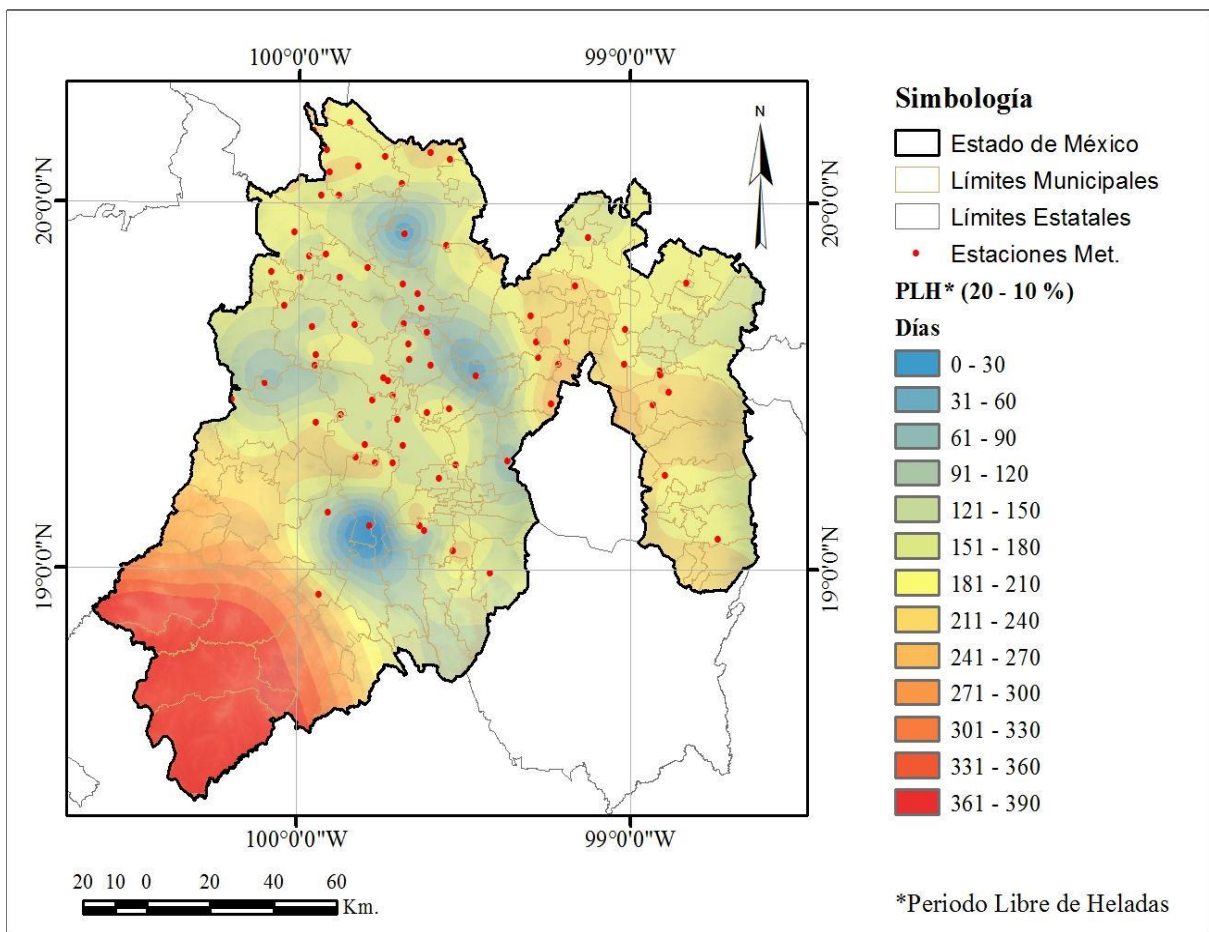 100°0'0"W
99°0'0"W
20°0'0"N
20°0'0"N
19°0'0"N
19°0'0"N
100°0'0"W
99°0'0"W
N
20 10 0 20 40 60
Km.
Simbología
Estado de México
Límites Municipales
Límites Estatales
Estaciones Met.
PLH* (20 - 10 %)
Días
0 - 30
31 - 60
61 - 90
91 - 120
121 - 150
151 - 180
181 - 210
211 - 240
241 - 270
271 - 300
301 - 330
331 - 360
361 - 390
*Periodo Libre de Heladas